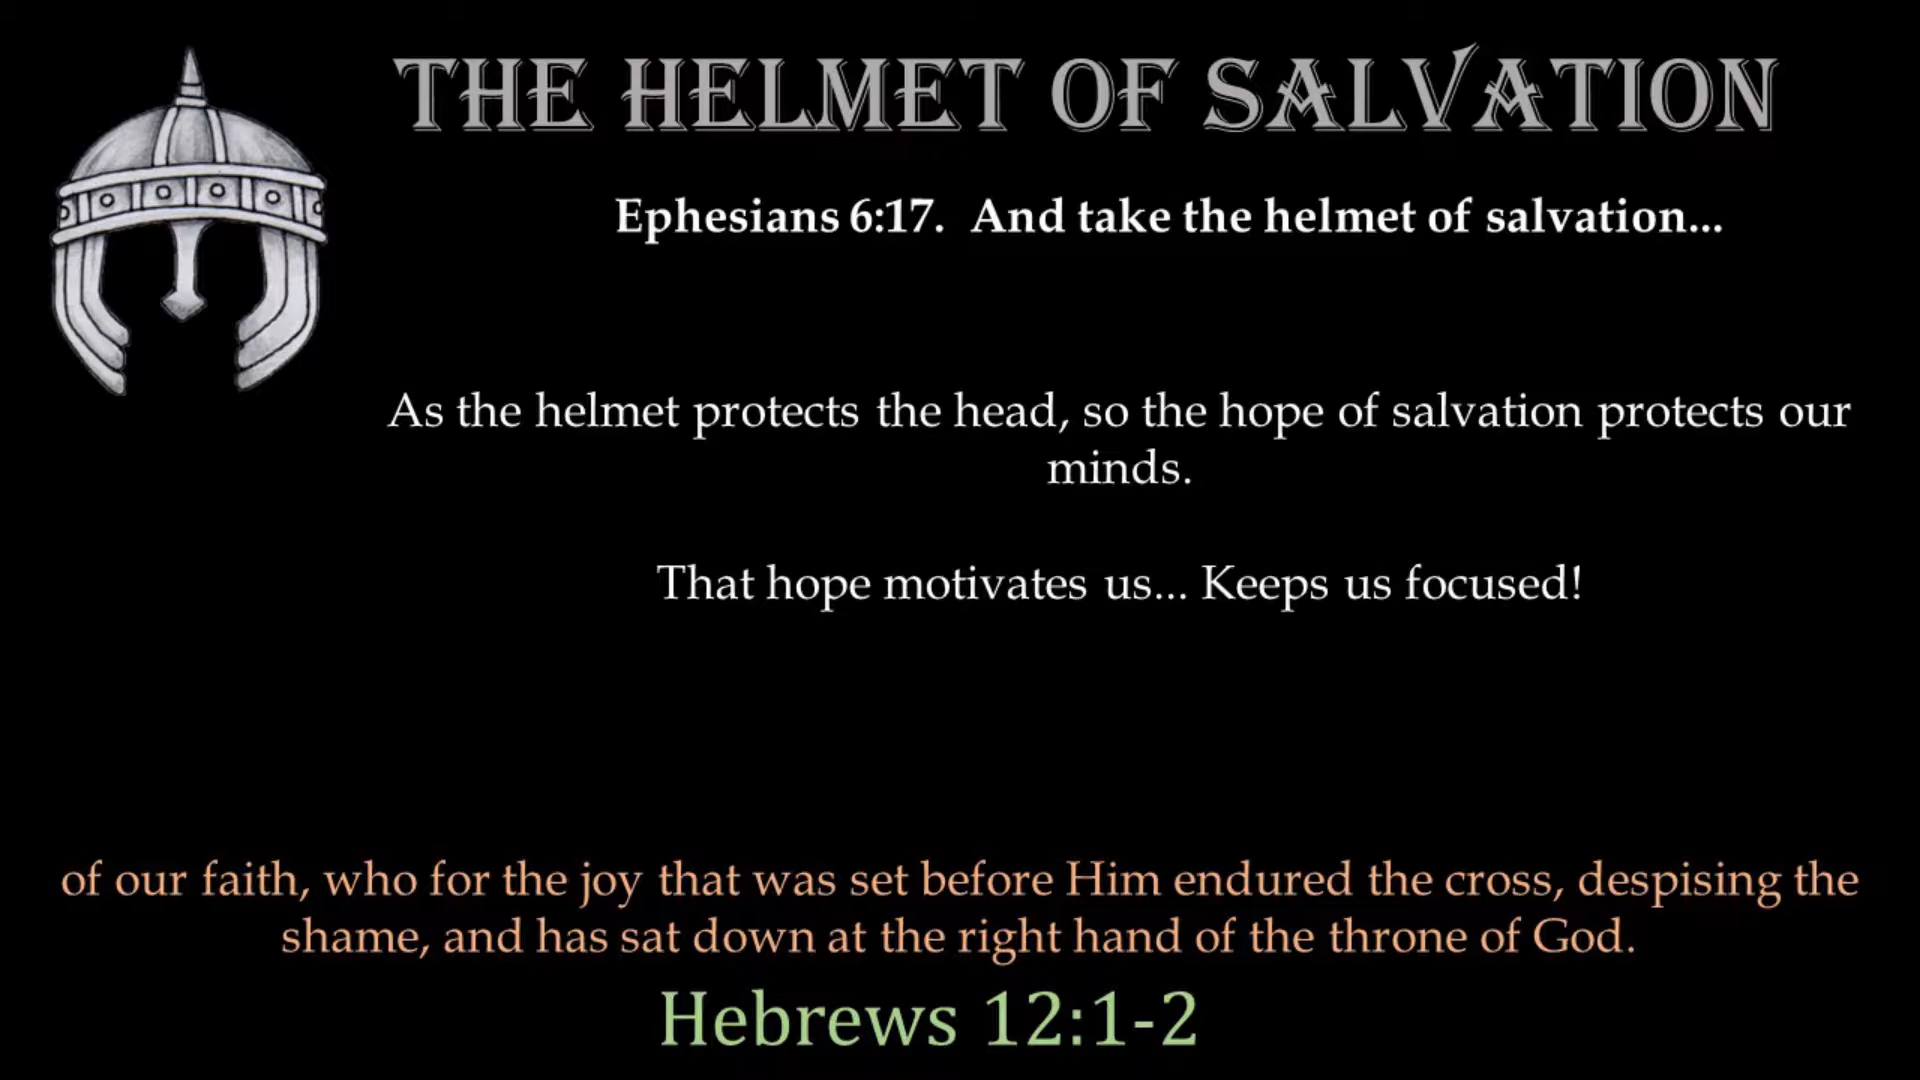 THE HELMET OF SALVATION
Ephesians 6:17. And take the helmet of salvation...
As the helmet protects the head, so the hope of salvation protects our
minds.
That hope motivates us... Keeps us focused!
of our faith, who for the joy that was set before Him endured the cross, despising the
shame, and has sat down at the right hand of the throne of God.
Hebrews 12:1-2